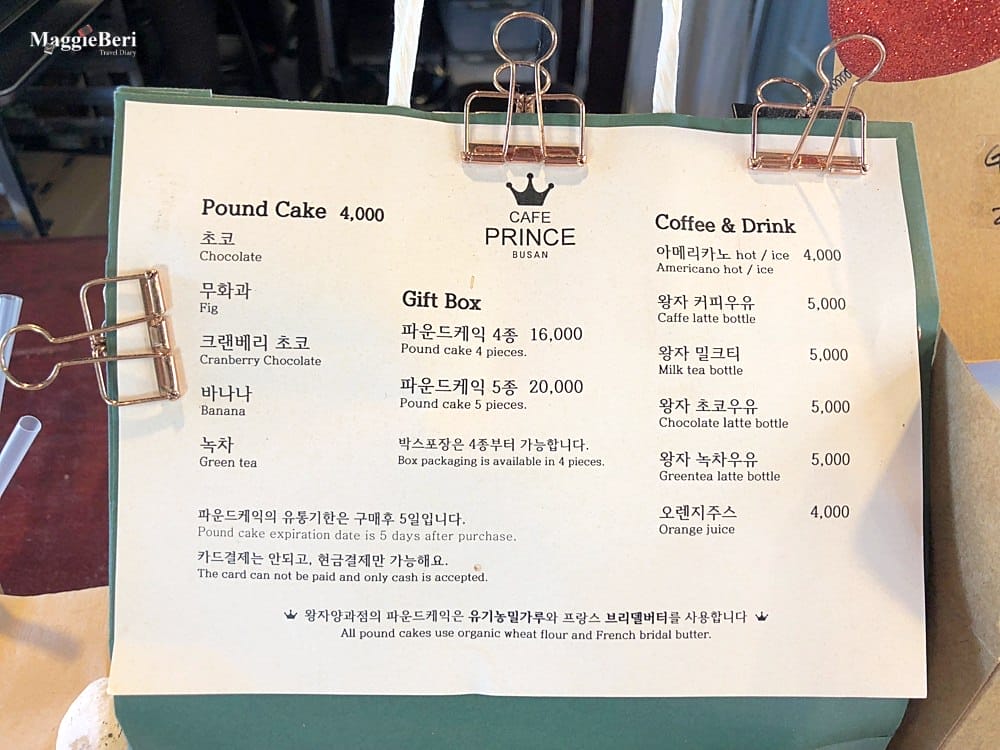 MaggieBeri
Travel Diary
CAFE
PRINCE
BUSAN
Pound Cake 4,000
초코
Chocolate
무화과
Fig
크랜베리 초코
Cranberry Chocolate
바나나
Banana
녹차
Green tea
Gift Box
파운드케익 4종 16,000
Pound cake 4 pieces.
파운드케익 5종 20,000
Pound cake 5 pieces.
박스포장은 4종부터 가능합니다.
Box packaging is available in 4 pieces.
Coffee & Drink
아메리카노 hot / ice 4,000
Americano hot / ice
왕자 커피우유 5,000
Caffe latte bottle
왕자 밀크티 5,000
Milk tea bottle
왕자 초코우유 5,000
Chocolate latte bottle
왕자 녹차우유 5,000
Greentea latte bottle
오렌지주스 4,000
Orange juice
파운드케익의 유통기한은 구매후 5일입니다.
Pound cake expiration date is 5 days after purchase.
카드결제는 안되고, 현금결제만 가능해요.
The card can not be paid and only cash is accepted.
왕자양과점의 파운드케익은 유기농밀가루와 프랑스 브리델버터를 사용합니다
All pound cakes use organic wheat flour and French bridal butter.